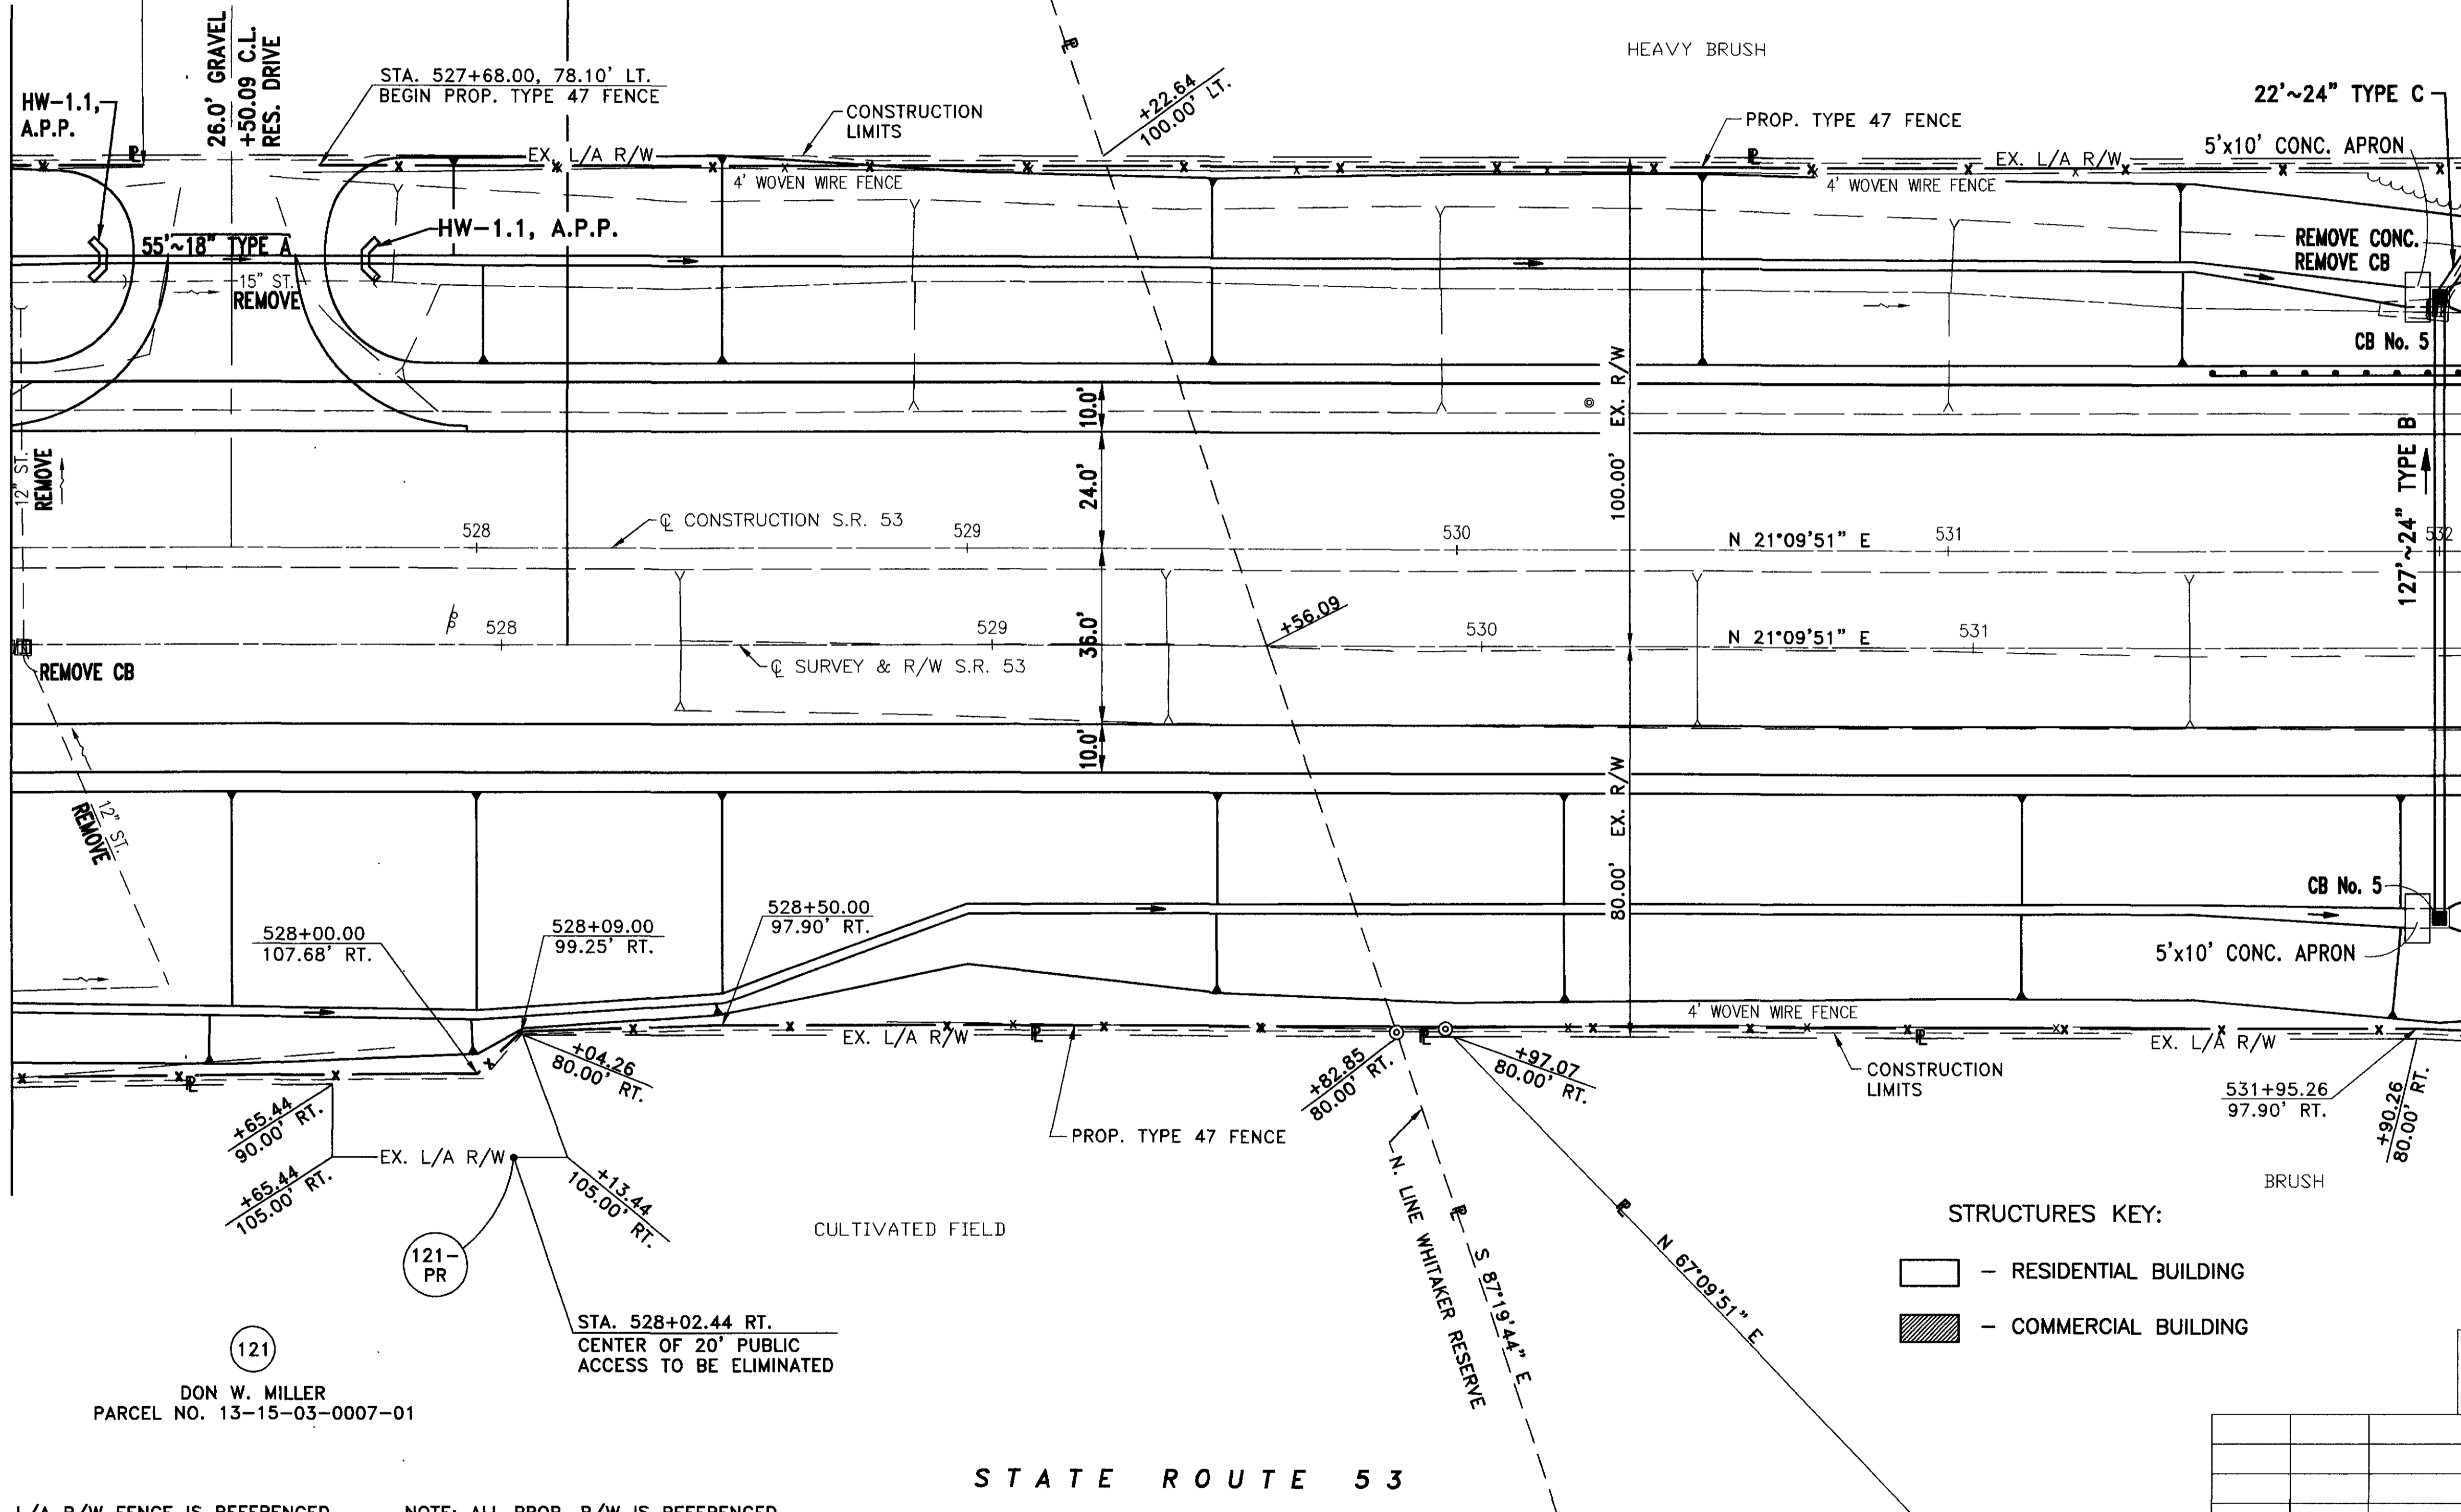 HEAVY BRUSH
26.0' GRAVEL
+50.09 C.L.
RES. DRIVE
HW-1.1,
A.P.P.
STA. 527+68.00, 78.10' LT.
BEGIN PROP. TYPE 47 FENCE
CONSTRUCTION
LIMITS
+22.64
100.00' LT.
PROP. TYPE 47 FENCE
22'~24" TYPE C
5'x10' CONC. APRON
EX. L/A R/W
EX. L/A R/W
4' WOVEN WIRE FENCE
4' WOVEN WIRE FENCE
HW-1.1, A.P.P.
55'~18" TYPE A
15" ST.
REMOVE
REMOVE CONC.
REMOVE CB
CB No. 5
10.0'
24.0'
36.0'
10.0'
100.00' EX. R/W
80.00' EX. R/W
127'~24" TYPE B
12" ST.
REMOVE
℄ CONSTRUCTION S.R. 53
528
529
530
N 21°09'51" E
531
532
528
529
530
N 21°09'51" E
531
+56.09
℄ SURVEY & R/W S.R. 53
REMOVE CB
12" ST.
REMOVE
528+00.00
107.68' RT.
528+09.00
99.25' RT.
528+50.00
97.90' RT.
CB No. 5
5'x10' CONC. APRON
4' WOVEN WIRE FENCE
EX. L/A R/W
EX. L/A R/W
+04.26
80.00' RT.
+82.85
80.00' RT.
+97.07
80.00' RT.
CONSTRUCTION
LIMITS
531+95.26
97.90' RT.
+90.26
80.00' RT.
+65.44
90.00' RT.
+65.44
105.00' RT.
EX. L/A R/W
+13.44
105.00' RT.
PROP. TYPE 47 FENCE
N. LINE WHITAKER RESERVE
S 87°19'44" E
N 67°09'51" E
BRUSH
CULTIVATED FIELD
121-
PR
STA. 528+02.44 RT.
CENTER OF 20' PUBLIC
ACCESS TO BE ELIMINATED
STRUCTURES KEY:
– RESIDENTIAL BUILDING
– COMMERCIAL BUILDING
121
DON W. MILLER
PARCEL NO. 13-15-03-0007-01
STATE ROUTE 53
L/A R/W FENCE IS REFERENCED
NOTE: ALL PROP. R/W IS REFERENCED